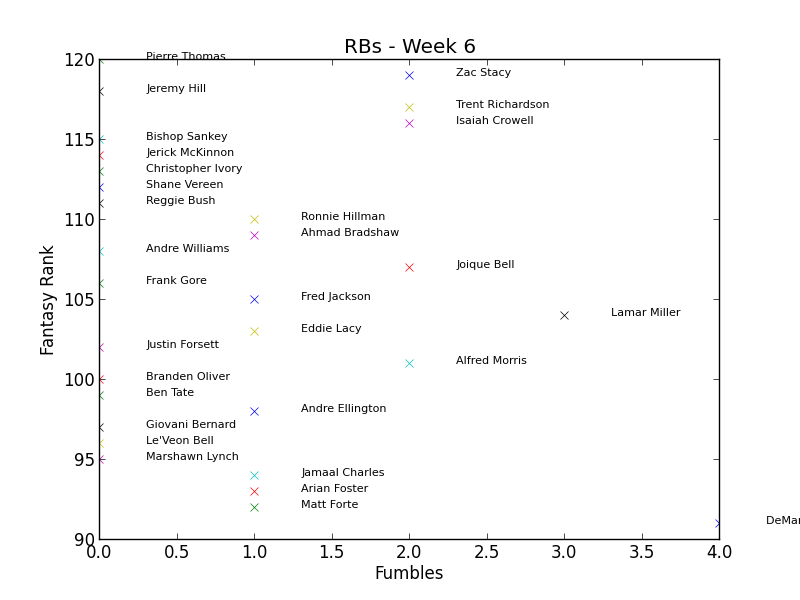 RBs - Week 6
120
Pierre Thomas
Zac Stacy
Jeremy Hill
Trent Richardson
Isaiah Crowell
115
Bishop Sankey
Jerick McKinnon
Christopher Ivory
Shane Vereen
Reggie Bush
110
Ronnie Hillman
Ahmad Bradshaw
Andre Williams
Joique Bell
Frank Gore
105
Fred Jackson
Lamar Miller
Eddie Lacy
Justin Forsett
Alfred Morris
100
Branden Oliver
Ben Tate
Andre Ellington
Giovani Bernard
Le'Veon Bell
95
Marshawn Lynch
Jamaal Charles
Arian Foster
Matt Forte
DeMar
90
Fantasy Rank
0.0 0.5 1.0 1.5 2.0 2.5 3.0 3.5 4.0
Fumbles